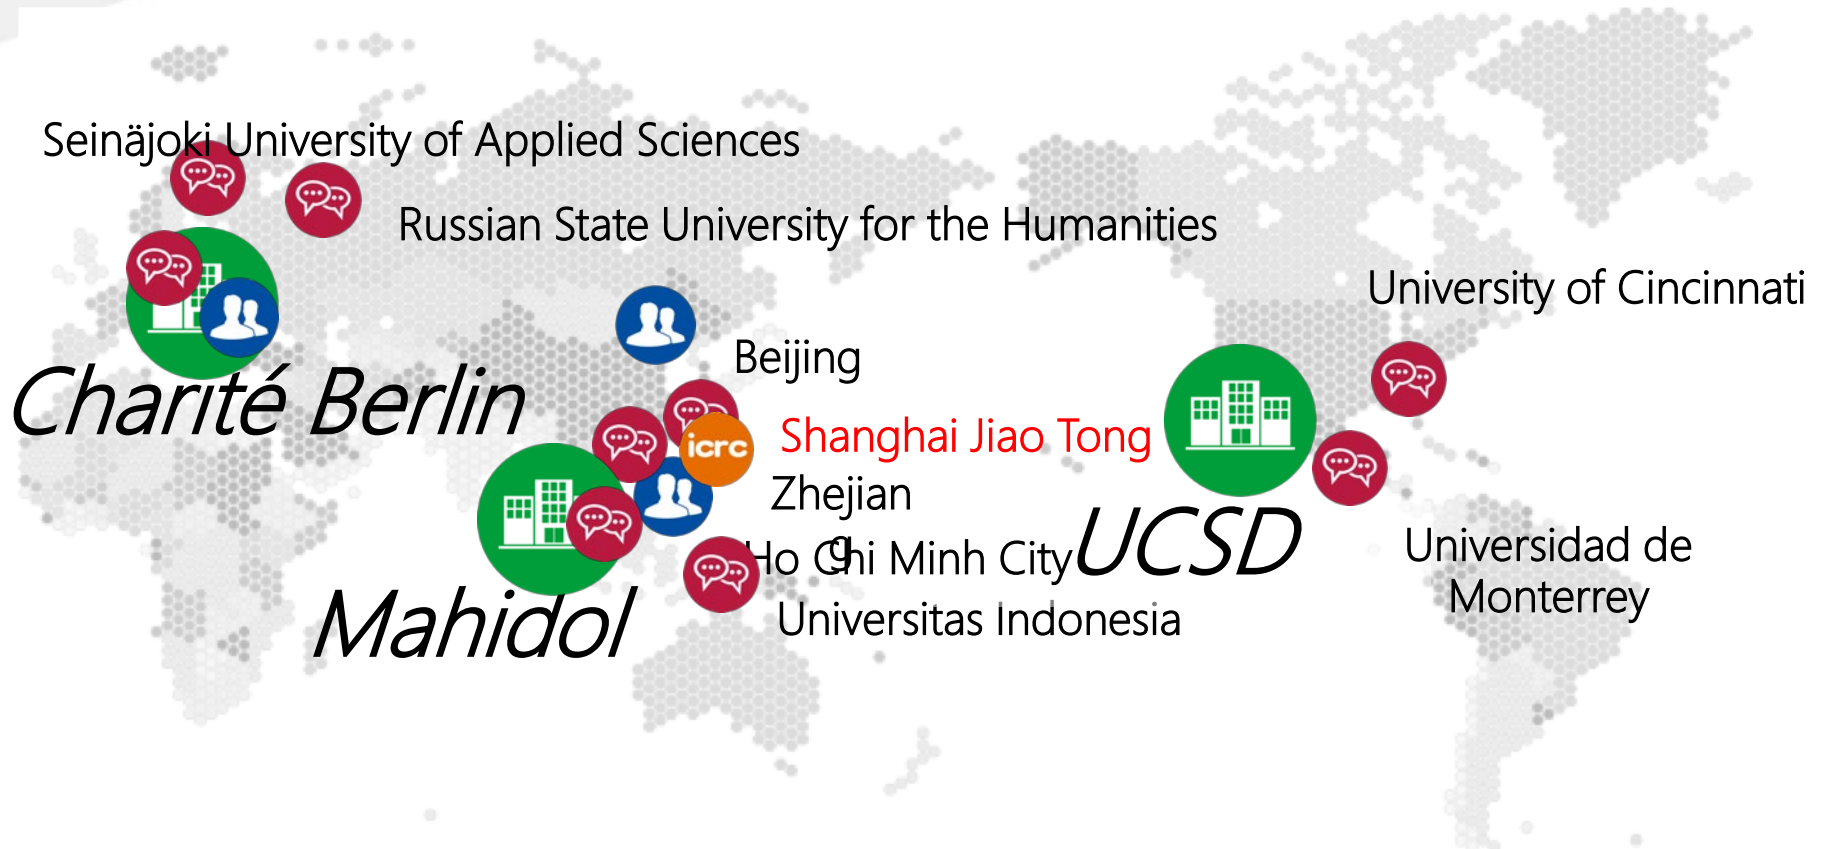 Seinäjoki University of Applied Sciences
Russian State University for the Humanities
University of Cincinnati
Beijing
Charité Berlin
Shanghai Jiao Tong
icrc
Zhejian
g
UCSD
Ho Chi Minh City
Universidad de
Monterrey
Mahidol
Universitas Indonesia